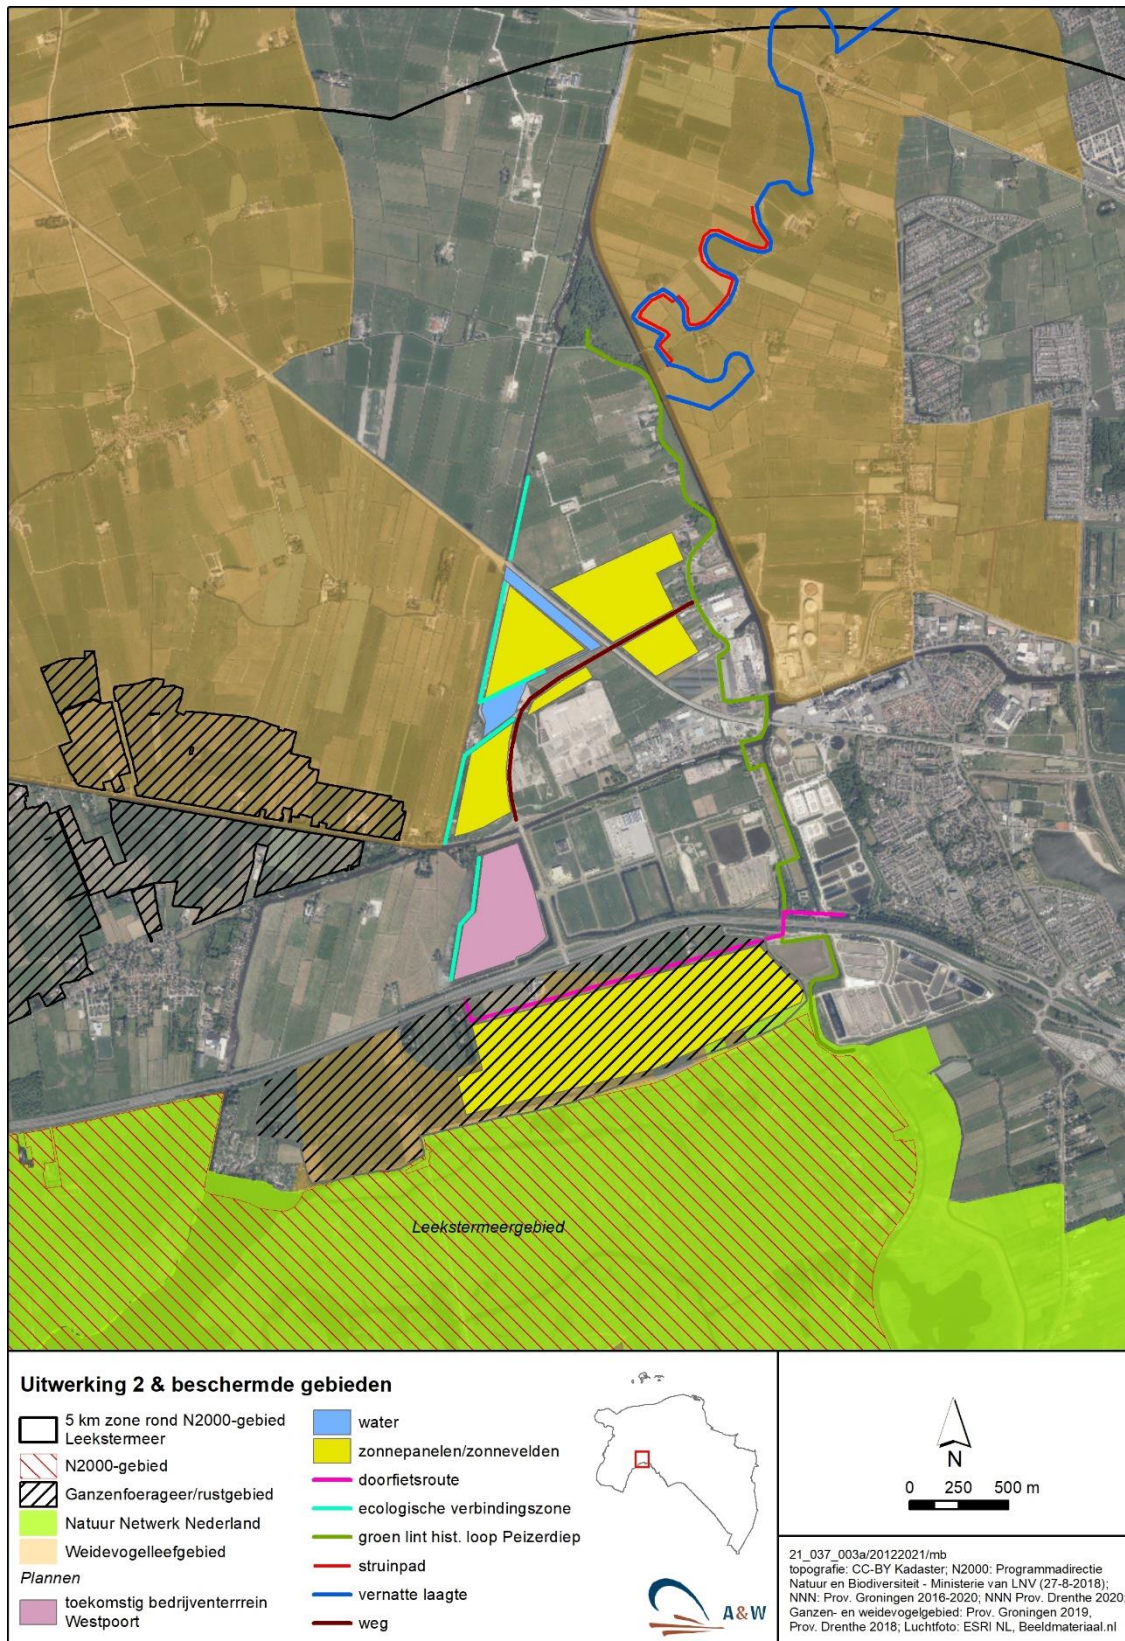 Leekstermeergebied
Uitwerking 2 & beschermde gebieden
5 km zone rond N2000-gebied
Leekstermeer
N2000-gebied
Ganzenfoerageer/rustgebied
Natuur Netwerk Nederland
Weidevogelleefgebied
Plannen
toekomstig bedrijventerrrein
Westpoort
water
zonnepanelen/zonnevelden
doorfietsroute
ecologische verbindingszone
groen lint hist. loop Peizerdiep
struinpad
vernatte laagte
weg
A&W
N
0 250 500 m
21_037_003a/20122021/mb
topografie: CC-BY Kadaster; N2000: Programmadirectie
Natuur en Biodiversiteit - Ministerie van LNV (27-8-2018);
NNN: Prov. Groningen 2016-2020; NNN Prov. Drenthe 2020;
Ganzen- en weidevogelgebied: Prov. Groningen 2019,
Prov. Drenthe 2018; Luchtfoto: ESRI NL, Beeldmateriaal.nl